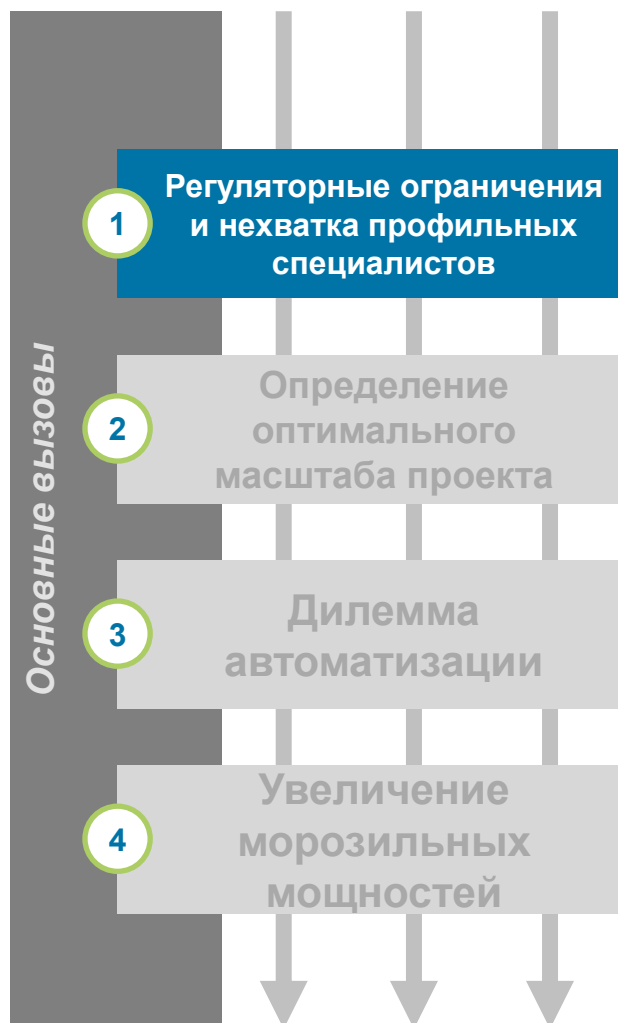 Основные вызовы
1
Регуляторные ограничения
и нехватка профильных
специалистов
2
Определение
оптимального
масштаба проекта
3
Дилемма
автоматизации
4
Увеличение
морозильных
мощностей